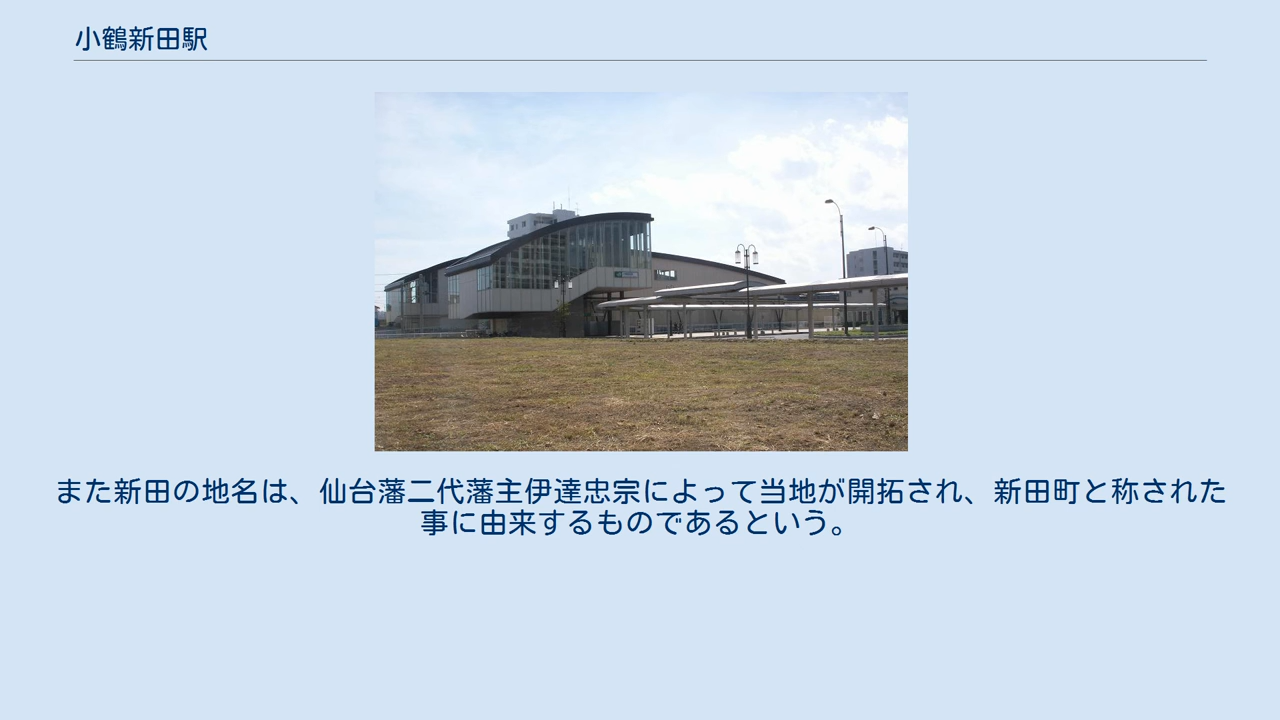 小鶴新田駅
また新田の地名は、仙台藩二代藩主伊達忠宗によって当地が開拓され、新田町と称された
事に由来するものであるという。